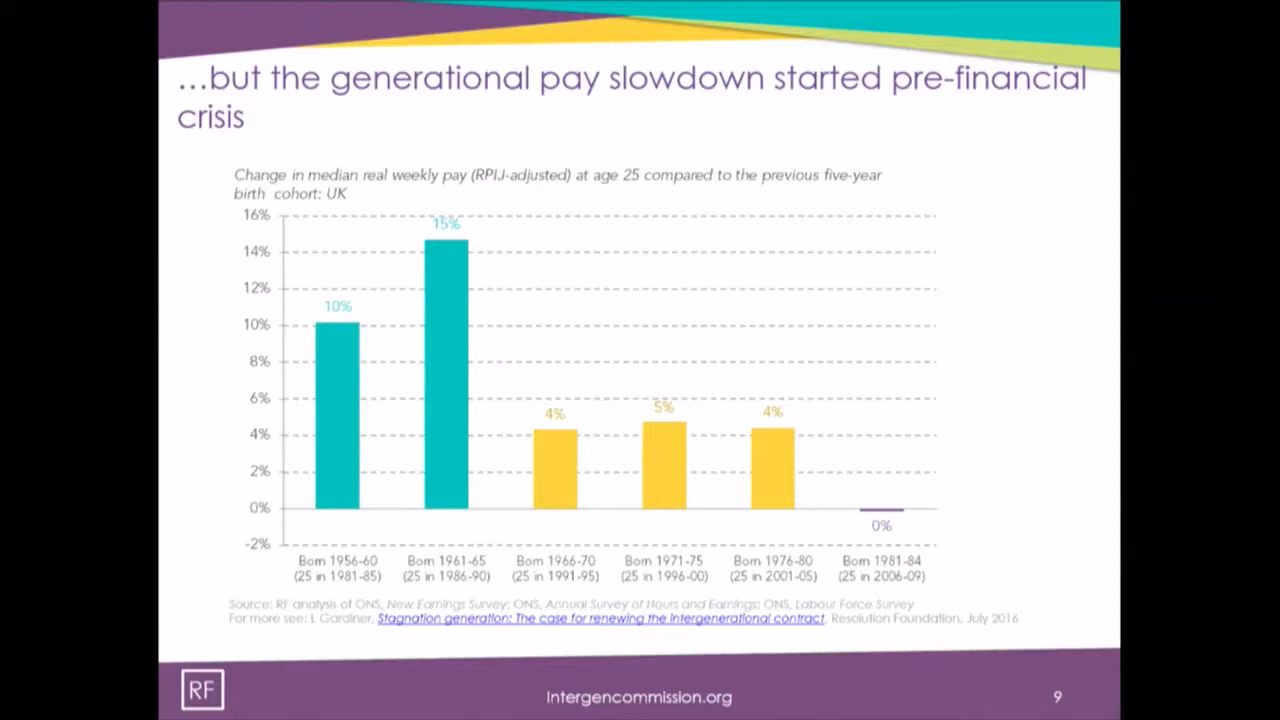 ...but the generational pay slowdown started pre-financial
crisis
Change in median real weekly pay (RPIJ-adjusted) at age 25 compared to the previous five-year
birth cohort: UK
16%
14%
12%
10%
8%
6%
4%
2%
0%
-2%
10%
15%
4%
5%
4%
0%
Born 1956-60
(25 in 1981-85)
Born 1961-65
(25 in 1986-90)
Born 1966-70
(25 in 1991-95)
Born 1971-75
(25 in 1996-00)
Born 1976-80
(25 in 2001-05)
Born 1981-84
(25 in 2006-09)
Source: RF analysis of ONS, New Earnings Survey; ONS, Annual Survey of Hours and Earnings; ONS, Labour Force Survey
For more see: L Gardiner, Stagnation generation: The case for renewing the intergenerational contract, Resolution Foundation, July 2016
RF
intergencommission.org
9